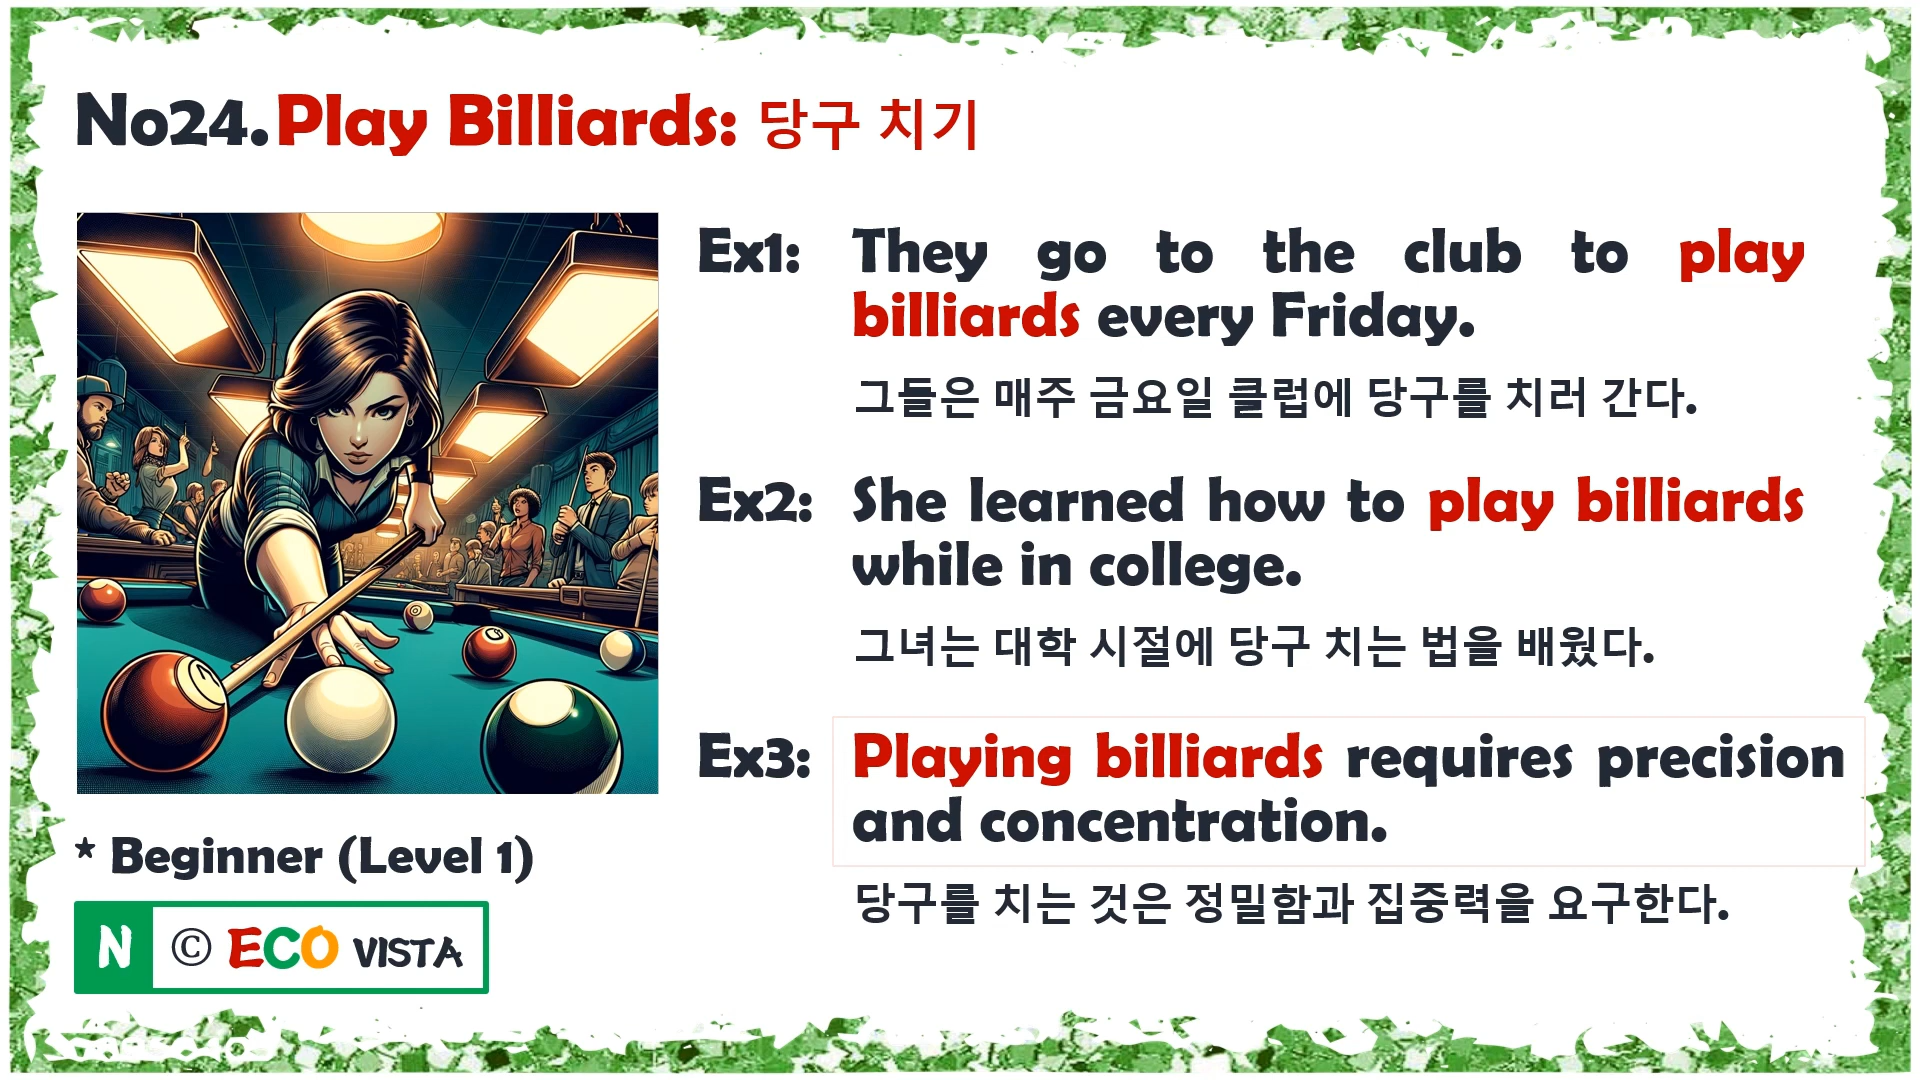 No24. Play Billiards: 당구 치기
Ex1: They go to the club to play
billiards every Friday.
그들은 매주 금요일 클럽에 당구를 치러 간다.
Ex2: She learned how to play billiards
while in college.
그녀는 대학 시절에 당구 치는 법을 배웠다.
Ex3: Playing billiards requires precision
and concentration.
당구를 치는 것은 정밀함과 집중력을 요구한다.
* Beginner (Level 1)
N © ECO VISTA